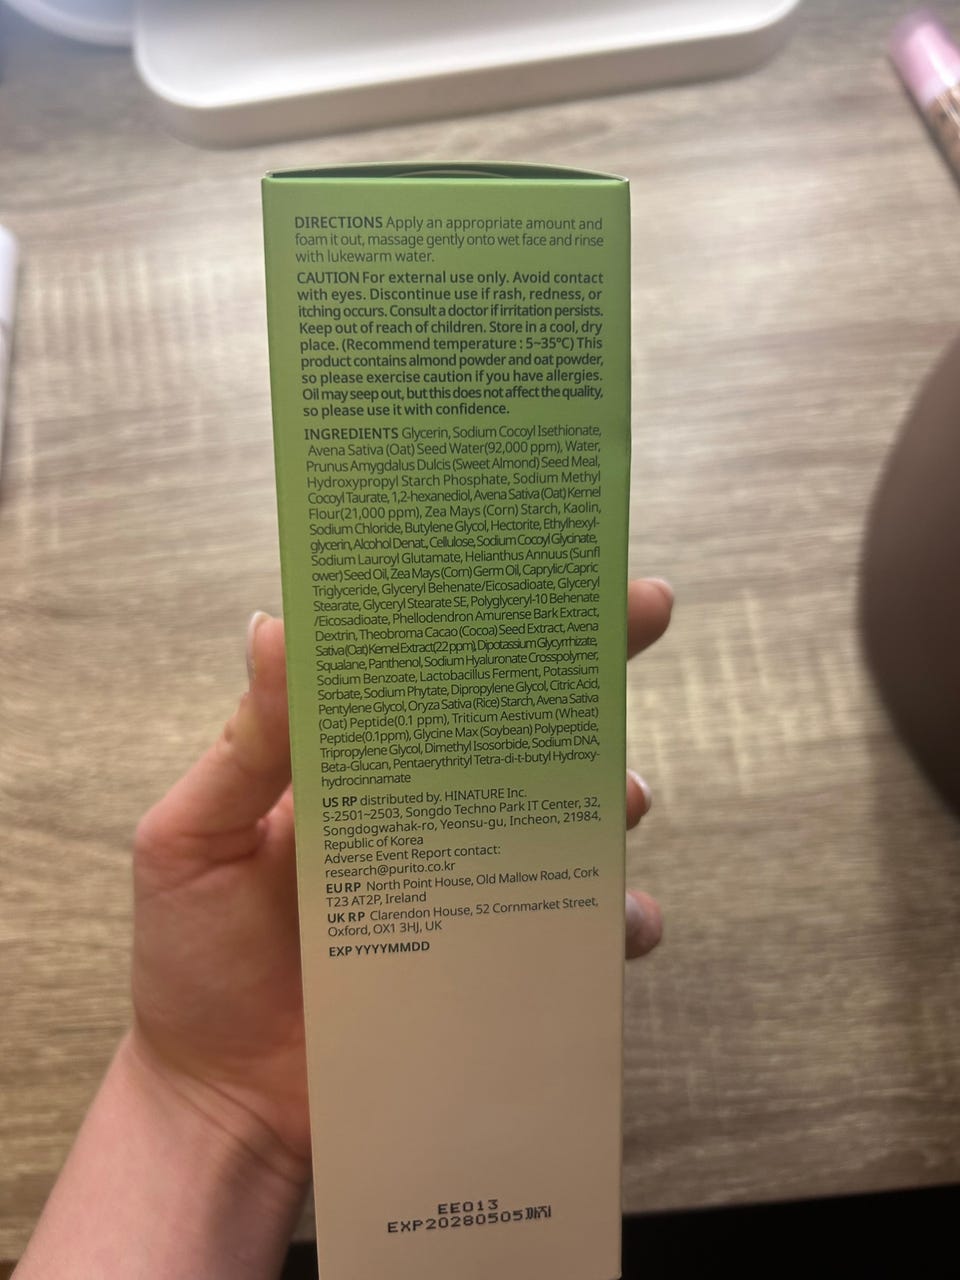 DIRECTIONS Apply an appropriate amount and
foam it out, massage gently onto wet face and rinse
with lukewarm water.
CAUTION For external use only. Avoid contact
with eyes. Discontinue use if rash, redness, or
itching occurs. Consult a doctor if irritation persists.
Keep out of reach of children. Store in a cool, dry
place. (Recommend temperature : 5~35°C) This
product contains almond powder and oat powder,
so please exercise caution if you have allergies.
Oil may seep out, but this does not affect the quality,
so please use it with confidence.
INGREDIENTS Glycerin, Sodium Cocoyl Isethionate,
Avena Sativa (Oat) Seed Water(92,000 ppm), Water,
Prunus Amygdalus Dulcis (Sweet Almond) Seed Meal,
Hydroxypropyl Starch Phosphate, Sodium Methyl
Cocoyl Taurate, 1,2-hexanediol, Avena Sativa (Oat) Kernel
Flour(21,000 ppm), Zea Mays (Corn) Starch, Kaolin,
Sodium Chloride, Butylene Glycol, Hectorite, Ethylhexyl-
glycerin, Alcohol Denat., Cellulose, Sodium Cocoyl Glycinate,
Sodium Lauroyl Glutamate, Helianthus Annuus (Sunfl
ower) Seed Oil, Zea Mays (Corn) Germ Oil, Caprylic/Capric
Triglyceride, Glyceryl Behenate/Eicosadioate, Glyceryl
Stearate, Glyceryl Stearate SE, Polyglyceryl-10 Behenate
/Eicosadioate, Phellodendron Amurense Bark Extract,
Dextrin, Theobroma Cacao (Cocoa) Seed Extract, Avena
Sativa (Oat) Kernel Extract(22 ppm), Dipotassium Glycyrrhizate,
Squalane, Panthenol, Sodium Hyaluronate Crosspolymer,
Sodium Benzoate, Lactobacillus Ferment, Potassium
Sorbate, Sodium Phytate, Dipropylene Glycol, Citric Acid,
Pentylene Glycol, Oryza Sativa (Rice) Starch, Avena Sativa
(Oat) Peptide(0.1 ppm), Triticum Aestivum (Wheat)
Peptide(0.1ppm), Glycine Max (Soybean) Polypeptide,
Tripropylene Glycol, Dimethyl Isosorbide, Sodium DNA,
Beta-Glucan, Pentaerythrityl Tetra-di-t-butyl Hydroxy-
hydrocinnamate
US RP distributed by. HINATURE Inc.
S-2501~2503, Songdo Techno Park IT Center, 32,
Songdogwahak-ro, Yeonsu-gu, Incheon, 21984,
Republic of Korea
Adverse Event Report contact:
research@purito.co.kr
EU RP North Point House, Old Mallow Road, Cork
T23 AT2P, Ireland
UK RP Clarendon House, 52 Cornmarket Street,
Oxford, OX1 3HJ, UK
EXP YYYYMMDD
EE013
EXP20280505까지